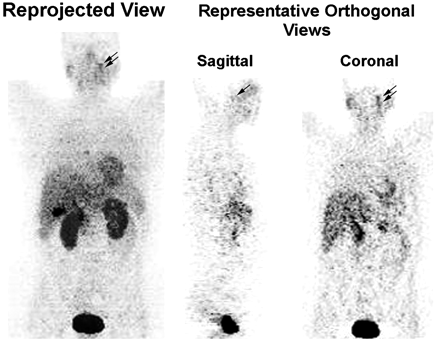 Reprojected View
Representative Orthogonal
Views
Sagittal
Coronal